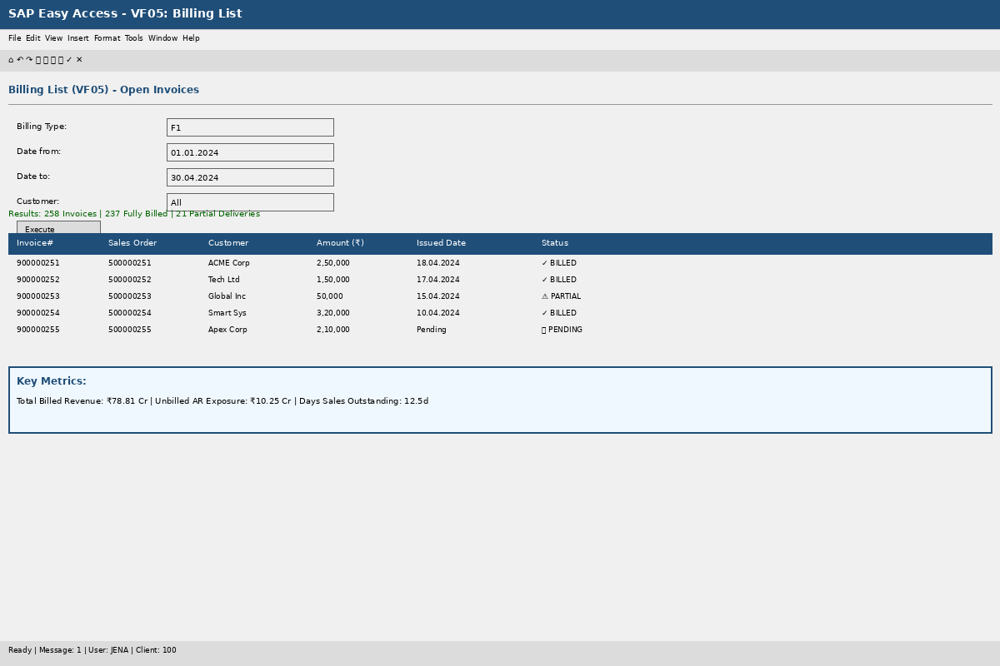 SAP Easy Access - VF05: Billing List
File Edit View Insert Format Tools Window Help
⌂ ↶ ↷ ✓ ✕
Billing List (VF05) - Open Invoices
Billing Type: F1
Date from: 01.01.2024
Date to: 30.04.2024
Customer: All
Results: 258 Invoices | 237 Fully Billed | 21 Partial Deliveries
Execute
Invoice# Sales Order Customer Amount (₹) Issued Date Status
900000251 500000251 ACME Corp 2,50,000 18.04.2024 ✓ BILLED
900000252 500000252 Tech Ltd 1,50,000 17.04.2024 ✓ BILLED
900000253 500000253 Global Inc 50,000 15.04.2024 ⚠ PARTIAL
900000254 500000254 Smart Sys 3,20,000 10.04.2024 ✓ BILLED
900000255 500000255 Apex Corp 2,10,000 Pending PENDING
Key Metrics:
Total Billed Revenue: ₹78.81 Cr | Unbilled AR Exposure: ₹10.25 Cr | Days Sales Outstanding: 12.5d
Ready | Message: 1 | User: JENA | Client: 100